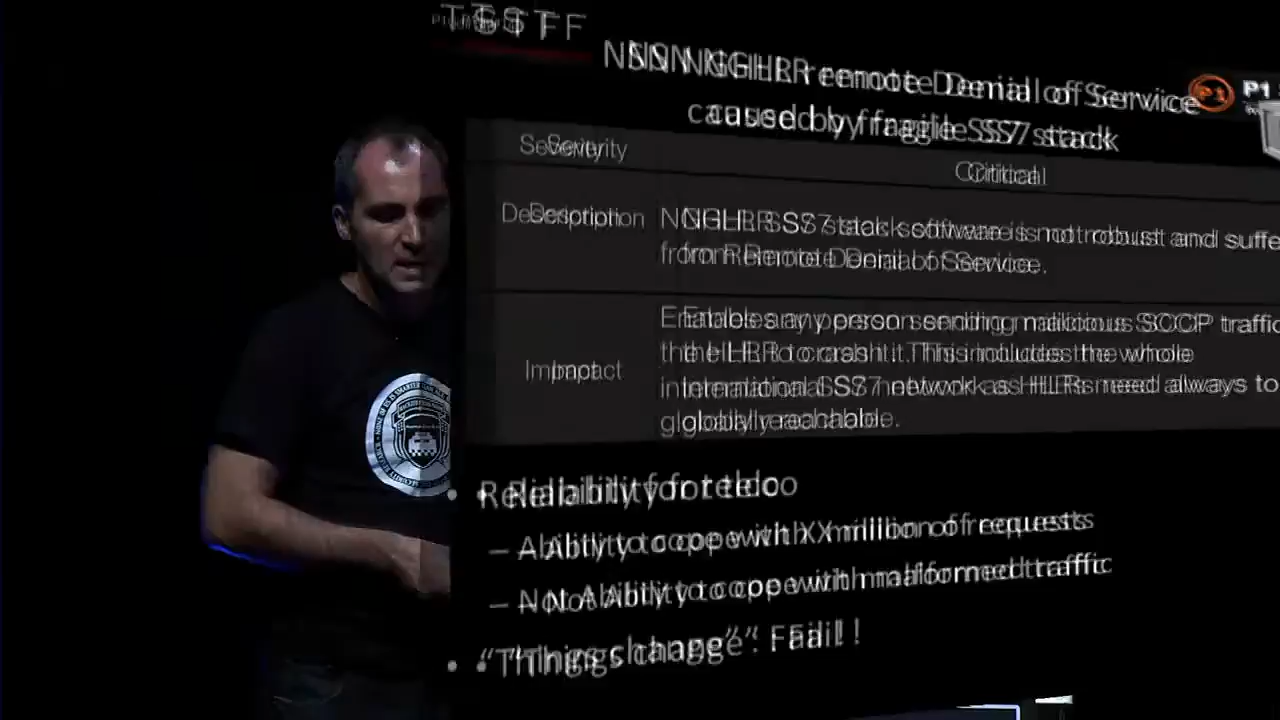 NSN NGHLR remote Denial of Service
caused by fragile SS7 stack
P1
Severity
Critical
Description
NGHLR SS7 stack software is not robust and suffe
from Remote Denial of Service.
Impact
Enables any person sending malicious SCCP traffic
the HLR to crash it. This includes the whole
international SS7 network as HLRs need always to
globally reachable.
• Reliability for telco
– Ability to cope with X million of requests
– Not Ability to cope with malformed traffic
• “Things change”. Fail!